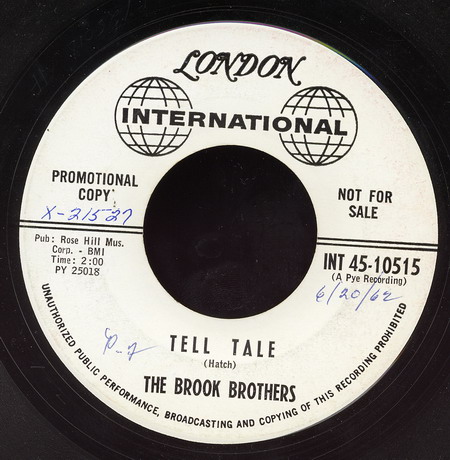 LONDON
INTERNATIONAL
PROMOTIONAL
COPY
X-21527
NOT FOR
SALE
Pub: Rose Hill Mus.
Corp. - BMI
Time: 2:00
PY 25018
INT 45-10515
(A Pye Recording)
6/20/62
TELL TALE
(Hatch)
THE BROOK BROTHERS
UNAUTHORIZED PUBLIC PERFORMANCE, BROADCASTING AND COPYING OF THIS RECORDING PROHIBITED